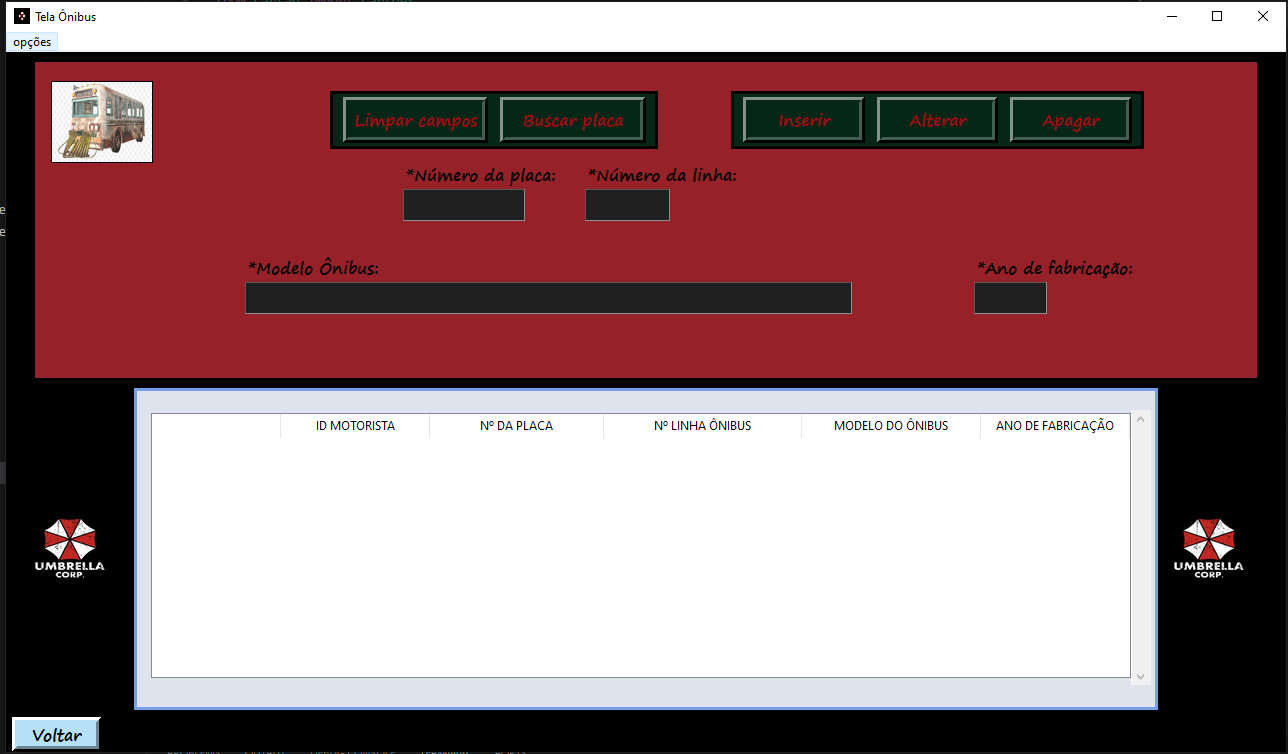 Tela Ônibus
opções
Limpar campos Buscar placa Inserir Alterar Apagar
*Número da placa: *Número da linha:
*Modelo Ônibus: *Ano de fabricação:
ID MOTORISTA Nº DA PLACA Nº LINHA ÔNIBUS MODELO DO ÔNIBUS ANO DE FABRICAÇÃO
UMBRELLA
CORP.
UMBRELLA
CORP.
Voltar